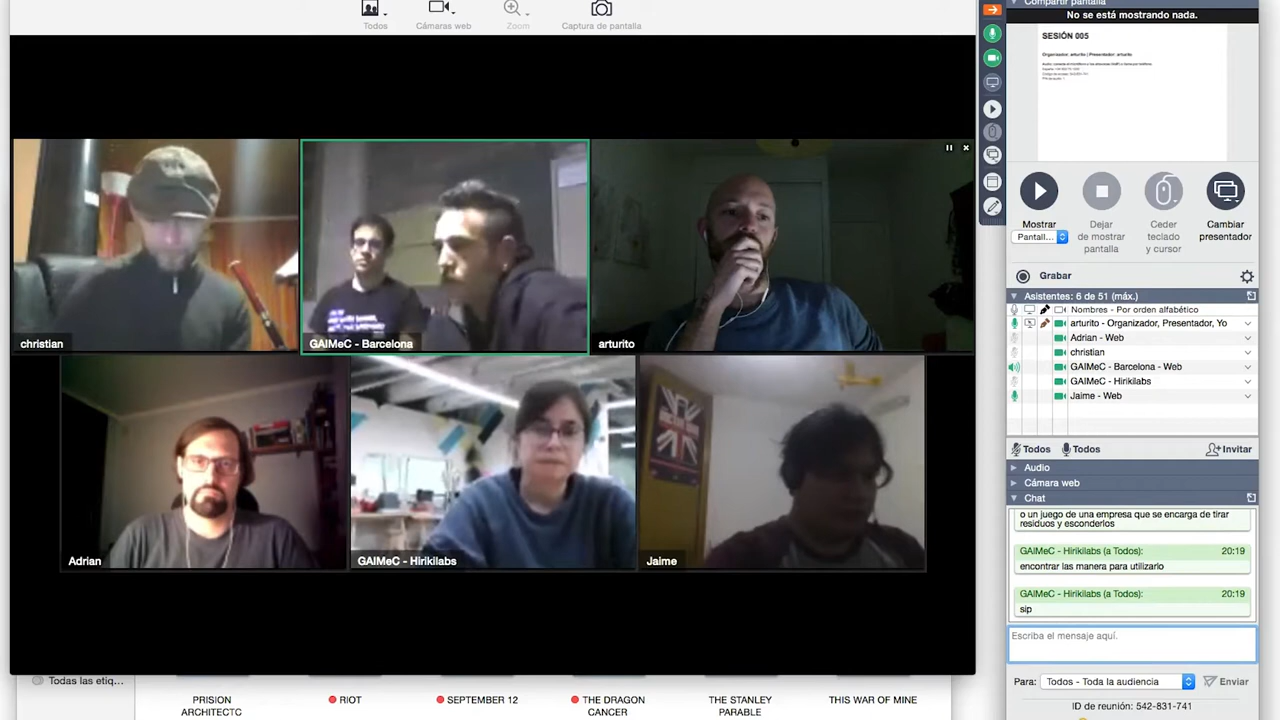 Todos
Cámaras web
Zoom
Captura de pantalla
christian
GAIMeC - Barcelona
arturito
Adrian
GAIMeC - Hirikilabs
Jaime
Todas las etiq...
PRISION
ARCHITECTC
RIOT
SEPTEMBER 12
THE DRAGON
CANCER
THE STANLEY
PARABLE
THIS WAR OF MINE
Compartir pantalla
No se está mostrando nada.
SESIÓN 005
Organizador: arturito | Presentador: arturito
Mostrar
Pantall...
Dejar
de mostrar
pantalla
Ceder
teclado
y cursor
Cambiar
presentador
Grabar
Asistentes: 6 de 51 (máx.)
Nombres - Por orden alfabético
arturito - Organizador, Presentador, Yo
Adrian - Web
christian
GAIMeC - Barcelona - Web
GAIMeC - Hirikilabs
Jaime - Web
Todos
Todos
Invitar
Audio
Cámara web
Chat
o un juego de una empresa que se encarga de tirar
residuos y esconderlos
GAIMeC - Hirikilabs (a Todos): 20:19
encontrar las manera para utilizarlo
GAIMeC - Hirikilabs (a Todos): 20:19
sip
Escriba el mensaje aquí.
Para: Todos - Toda la audiencia Enviar
ID de reunión: 542-831-741